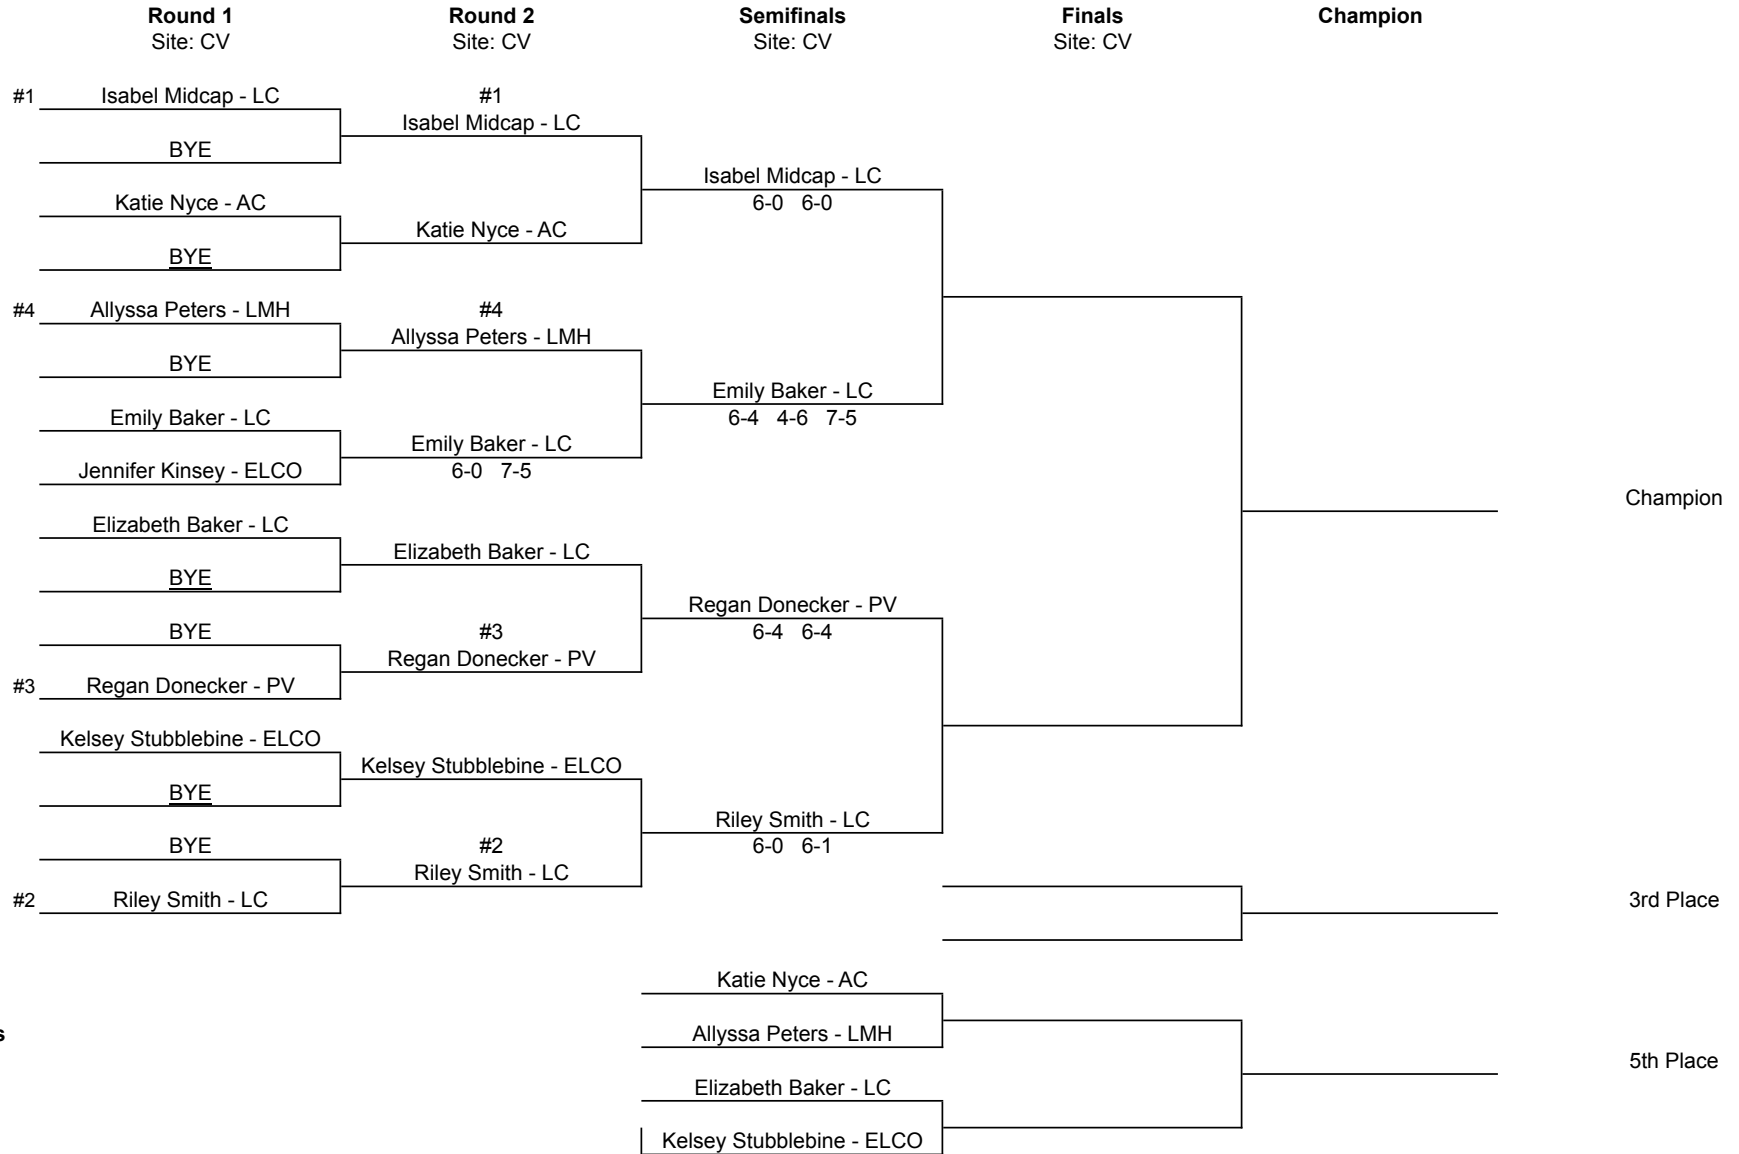 Round 1
Site: CV
Round 2
Site: CV
Semifinals
Site: CV
Finals
Site: CV
Champion
#1
Isabel Midcap - LC
BYE
Katie Nyce - AC
BYE
#4
Allyssa Peters - LMH
BYE
Emily Baker - LC
Jennifer Kinsey - ELCO
Elizabeth Baker - LC
BYE
BYE
#3
Regan Donecker - PV
Kelsey Stubblebine - ELCO
BYE
BYE
#2
Riley Smith - LC
#1
Isabel Midcap - LC
Katie Nyce - AC
#4
Allyssa Peters - LMH
Emily Baker - LC
6-0 7-5
Elizabeth Baker - LC
#3
Regan Donecker - PV
Kelsey Stubblebine - ELCO
#2
Riley Smith - LC
Isabel Midcap - LC
6-0 6-0
Emily Baker - LC
6-4 4-6 7-5
Regan Donecker - PV
6-4 6-4
Riley Smith - LC
6-0 6-1
Katie Nyce - AC
Allyssa Peters - LMH
Elizabeth Baker - LC
Kelsey Stubblebine - ELCO
Champion
3rd Place
5th Place